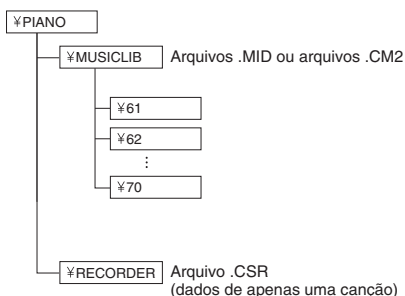 ¥PIANO
¥MUSICLIB Arquivos .MID ou arquivos .CM2
¥61
¥62
⋮
¥70
¥RECORDER Arquivo .CSR
(dados de apenas uma canção)